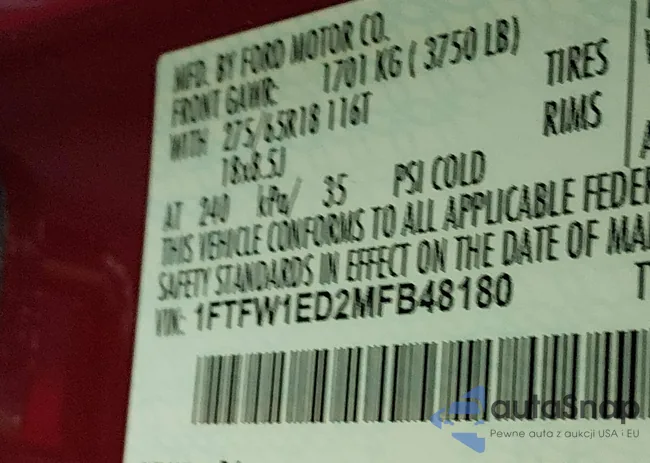 MFD. BY FORD MOTOR CO.
FRONT GAWR: 1701 KG ( 3750 LB)
WITH 275/65R18 116T TIRES
18x8.5J RIMS
AT 240 kPa/ 35 PSI COLD
THIS VEHICLE CONFORMS TO ALL APPLICABLE FEDER
SAFETY STANDARDS IN EFFECT ON THE DATE OF MA
VIN: 1FTFW1ED2MFB48180 T
autoSnap
Pewne auta z aukcji USA i EU